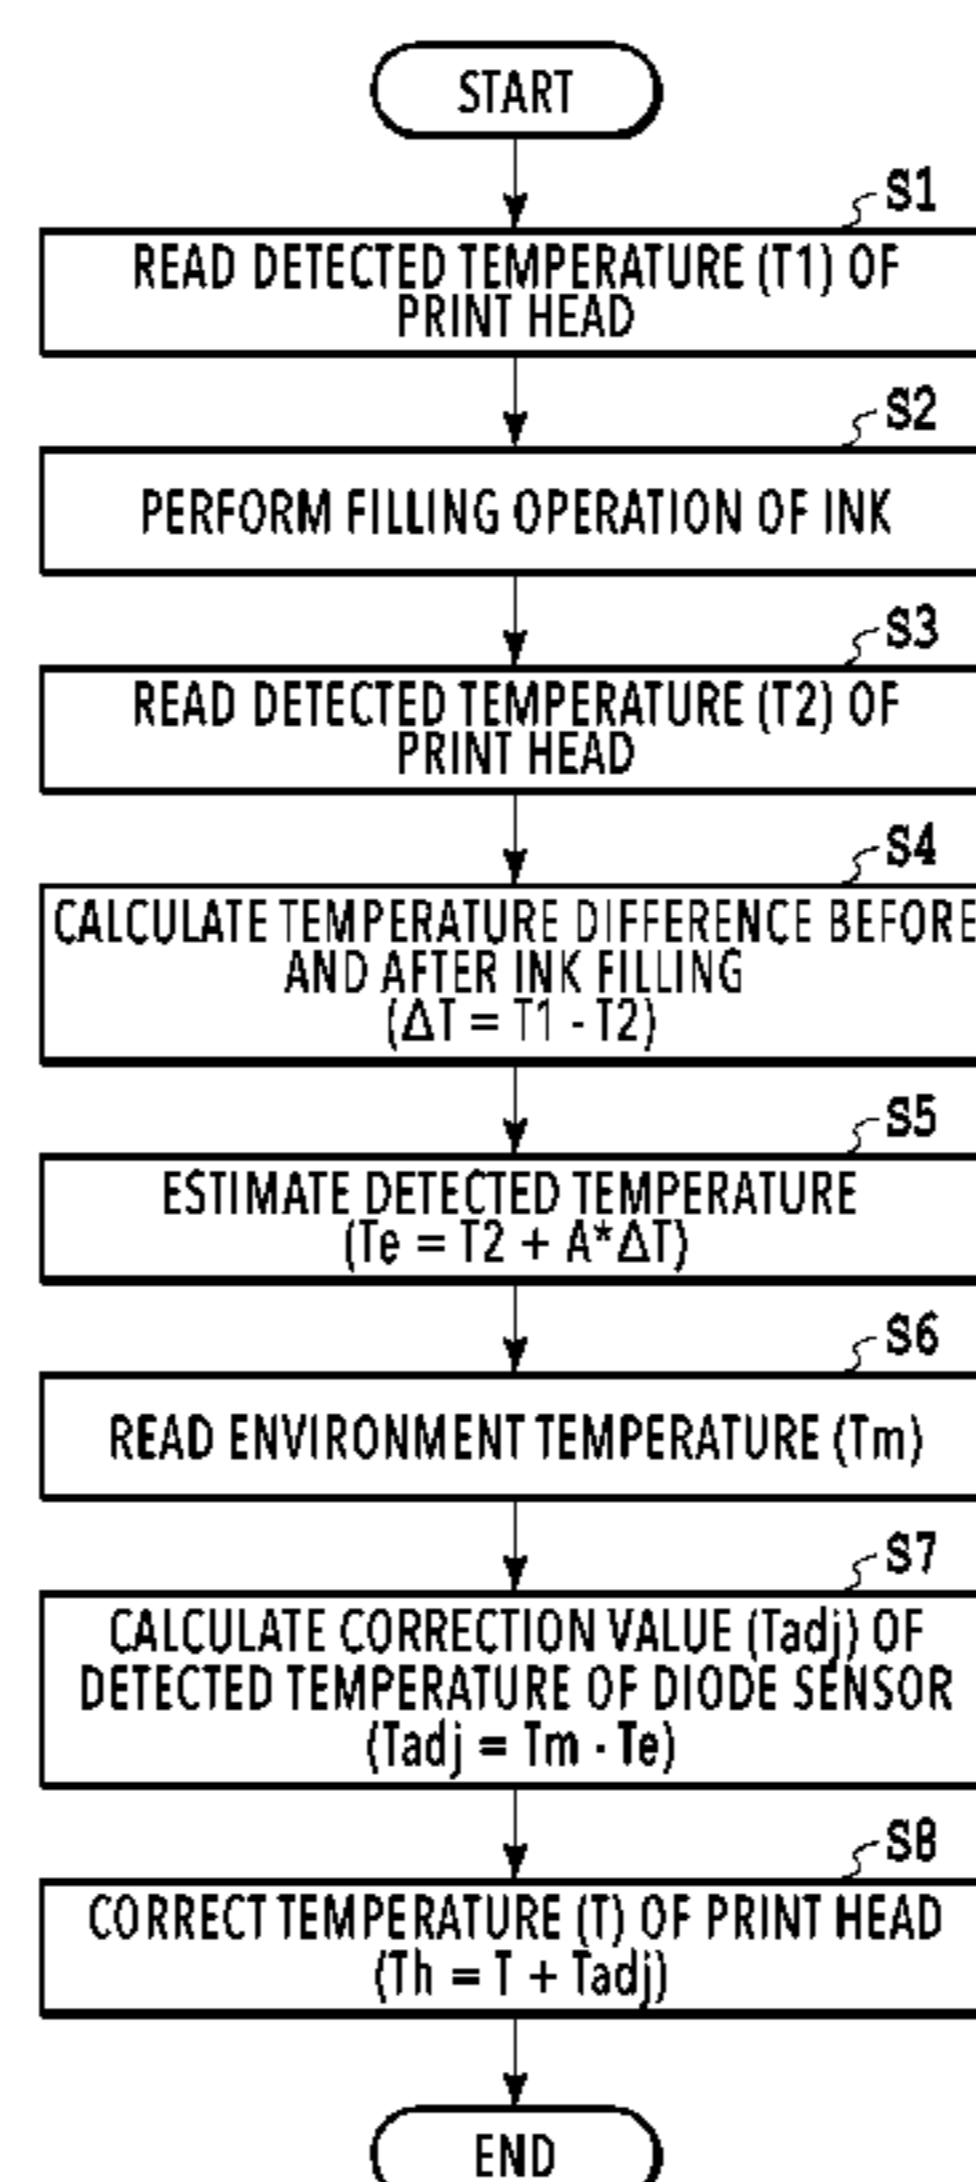 START
S1
READ DETECTED TEMPERATURE (T1) OF
PRINT HEAD
S2
PERFORM FILLING OPERATION OF INK
S3
READ DETECTED TEMPERATURE (T2) OF
PRINT HEAD
S4
CALCULATE TEMPERATURE DIFFERENCE BEFORE
AND AFTER INK FILLING
(ΔT = T1 - T2)
S5
ESTIMATE DETECTED TEMPERATURE
(Te = T2 + A*ΔT)
S6
READ ENVIRONMENT TEMPERATURE (Tm)
S7
CALCULATE CORRECTION VALUE (Tadj) OF
DETECTED TEMPERATURE OF DIODE SENSOR
(Tadj = Tm - Te)
S8
CORRECT TEMPERATURE (T) OF PRINT HEAD
(Th = T + Tadj)
END